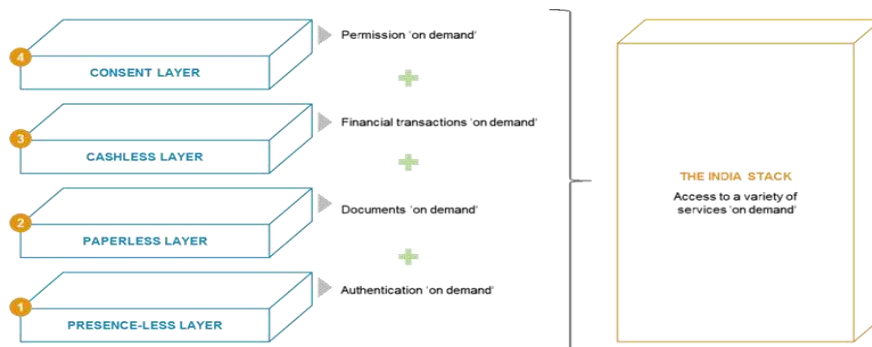 4
CONSENT LAYER
Permission 'on demand'
3
CASHLESS LAYER
Financial transactions 'on demand'
2
PAPERLESS LAYER
Documents 'on demand'
1
PRESENCE-LESS LAYER
Authentication 'on demand'
THE INDIA STACK
Access to a variety of
services 'on demand'